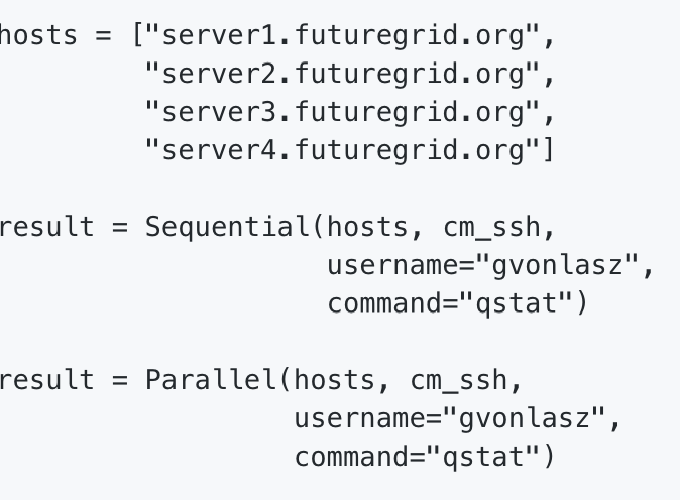 hosts = ["server1.futuregrid.org",
"server2.futuregrid.org",
"server3.futuregrid.org",
"server4.futuregrid.org"]
result = Sequential(hosts, cm_ssh,
username="gvonlasz",
command="qstat")
result = Parallel(hosts, cm_ssh,
username="gvonlasz",
command="qstat")